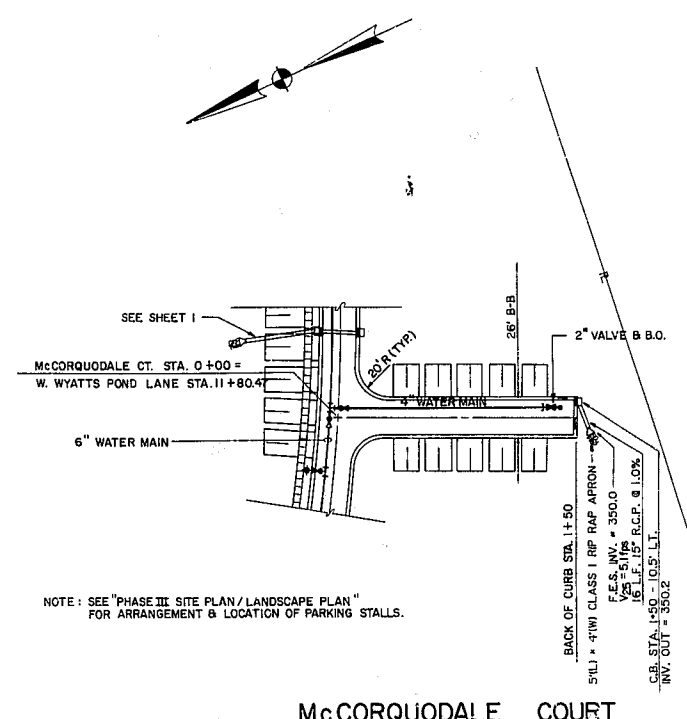 SEE SHEET 1
McCORQUODALE CT. STA. 0+00 =
W. WYATTS POND LANE STA. 11+80.47
6" WATER MAIN
20'R (TYP.)
26' B-B
2" VALVE & B.O.
4" WATER MAIN
BACK OF CURB STA. 1+50
5'(L) x 4'(W) CLASS I RIP RAP APRON
F.E.S. INV. = 350.0
V25 = 5.1 fps
16 L.F. 15" R.C.P. @ 1.0%
C.B. STA. 1+50 - 10.5' LT.
INV. OUT = 350.2
P
NOTE: SEE "PHASE III SITE PLAN / LANDSCAPE PLAN"
FOR ARRANGEMENT & LOCATION OF PARKING STALLS.
McCORQUODALE COURT